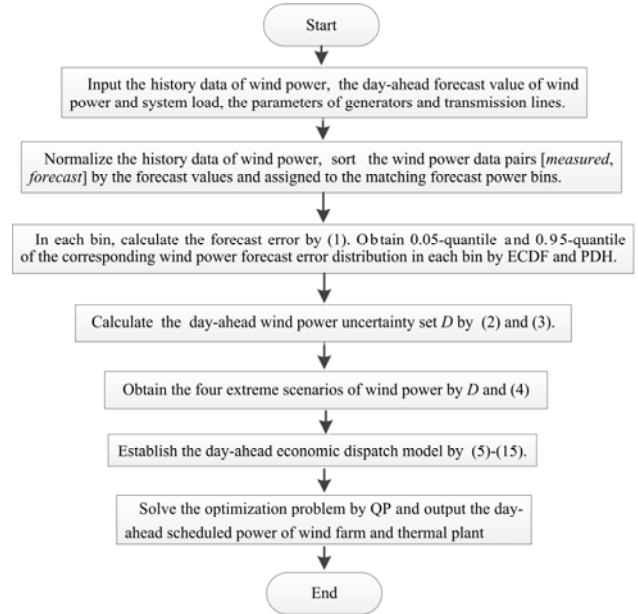 Start
Input the history data of wind power, the day-ahead forecast value of wind
power and system load, the parameters of generators and transmission lines.
Normalize the history data of wind power, sort the wind power data pairs [measured,
forecast] by the forecast values and assigned to the matching forecast power bins.
In each bin, calculate the forecast error by (1). Obtain 0.05-quantile and 0.95-quantile
of the corresponding wind power forecast error distribution in each bin by ECDF and PDH.
Calculate the day-ahead wind power uncertainty set D by (2) and (3).
Obtain the four extreme scenarios of wind power by D and (4)
Establish the day-ahead economic dispatch model by (5)-(15).
Solve the optimization problem by QP and output the day-
ahead scheduled power of wind farm and thermal plant
End